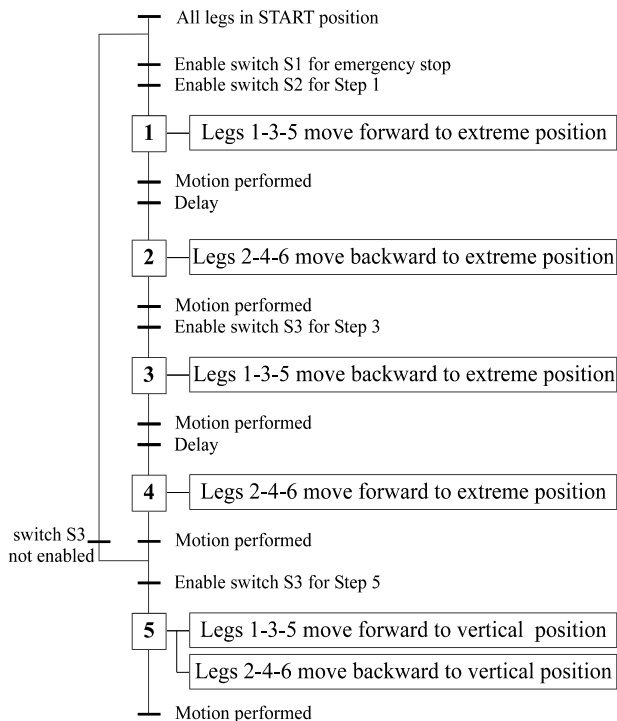 All legs in START position
Enable switch S1 for emergency stop
Enable switch S2 for Step 1
1
Legs 1-3-5 move forward to extreme position
Motion performed
Delay
2
Legs 2-4-6 move backward to extreme position
Motion performed
Enable switch S3 for Step 3
3
Legs 1-3-5 move backward to extreme position
Motion performed
Delay
4
Legs 2-4-6 move forward to extreme position
switch S3
not enabled
Motion performed
Enable switch S3 for Step 5
5
Legs 1-3-5 move forward to vertical position
Legs 2-4-6 move backward to vertical position
Motion performed